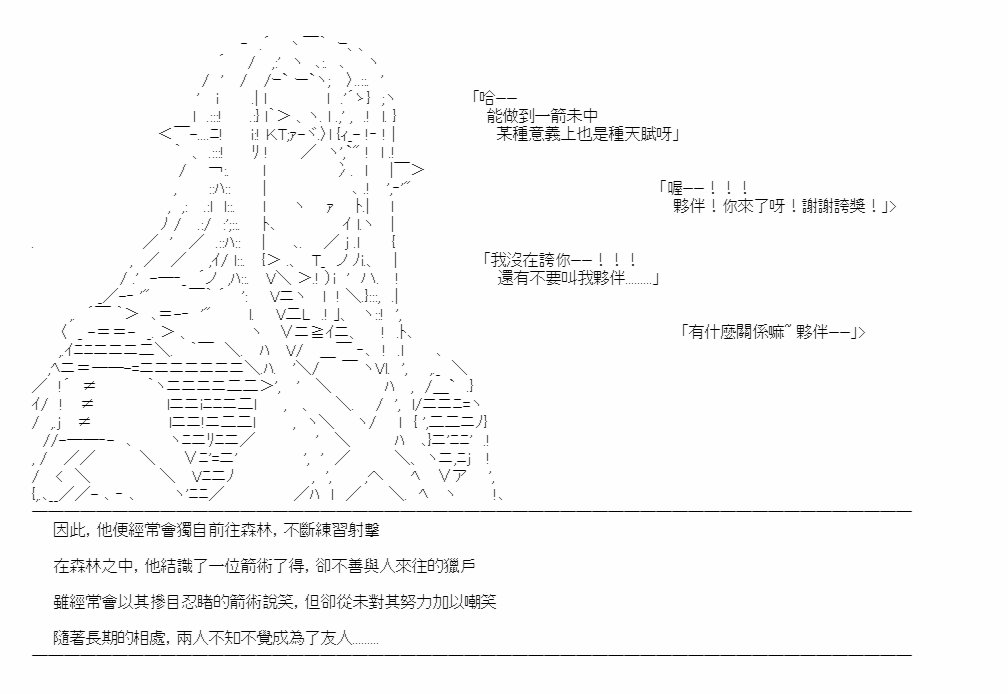 「哈——
能做到一箭未中
某種意義上也是種天賦呀」
「喔——！！！
夥伴！你來了呀！謝謝誇獎！」>
「我沒在誇你——！！！
還有不要叫我夥伴.........」
「有什麼關係嘛~ 夥伴——」>
因此, 他便經常會獨自前往森林, 不斷練習射擊
在森林之中, 他結識了一位箭術了得, 卻不善與人來往的獵戶
雖經常會以其慘目忍睹的箭術說笑, 但卻從未對其努力加以嘲笑
隨著長期的相處, 兩人不知不覺成為了友人.........